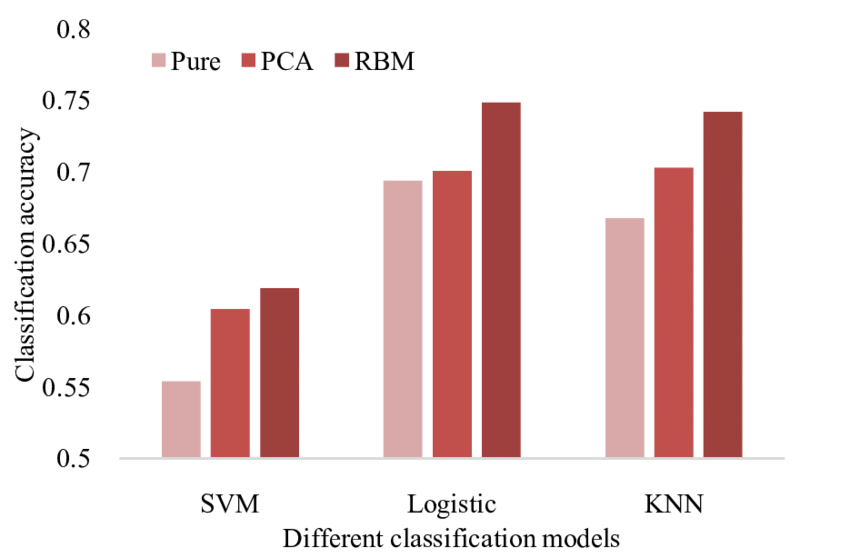 0.8
Pure PCA RBM
0.75
0.7
0.65
0.6
0.55
0.5
Classification accuracy
SVM Logistic KNN
Different classification models